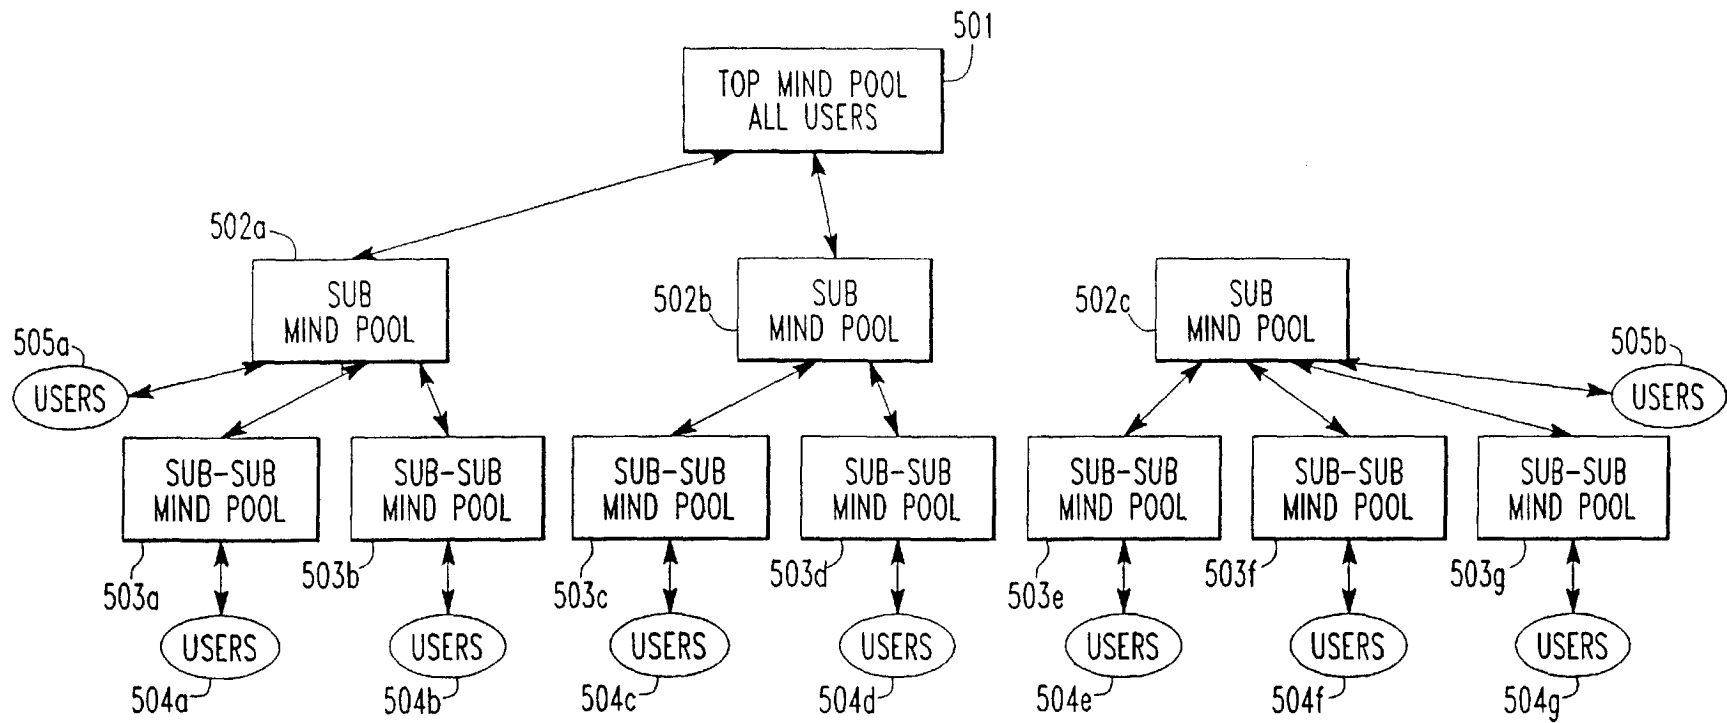 501
TOP MIND POOL
ALL USERS
502a
SUB
MIND POOL
502b
SUB
MIND POOL
502c
SUB
MIND POOL
505a
USERS
505b
USERS
SUB-SUB
MIND POOL
SUB-SUB
MIND POOL
SUB-SUB
MIND POOL
SUB-SUB
MIND POOL
SUB-SUB
MIND POOL
SUB-SUB
MIND POOL
SUB-SUB
MIND POOL
503a
503b
503c
503d
503e
503f
503g
USERS
USERS
USERS
USERS
USERS
USERS
USERS
504a
504b
504c
504d
504e
504f
504g